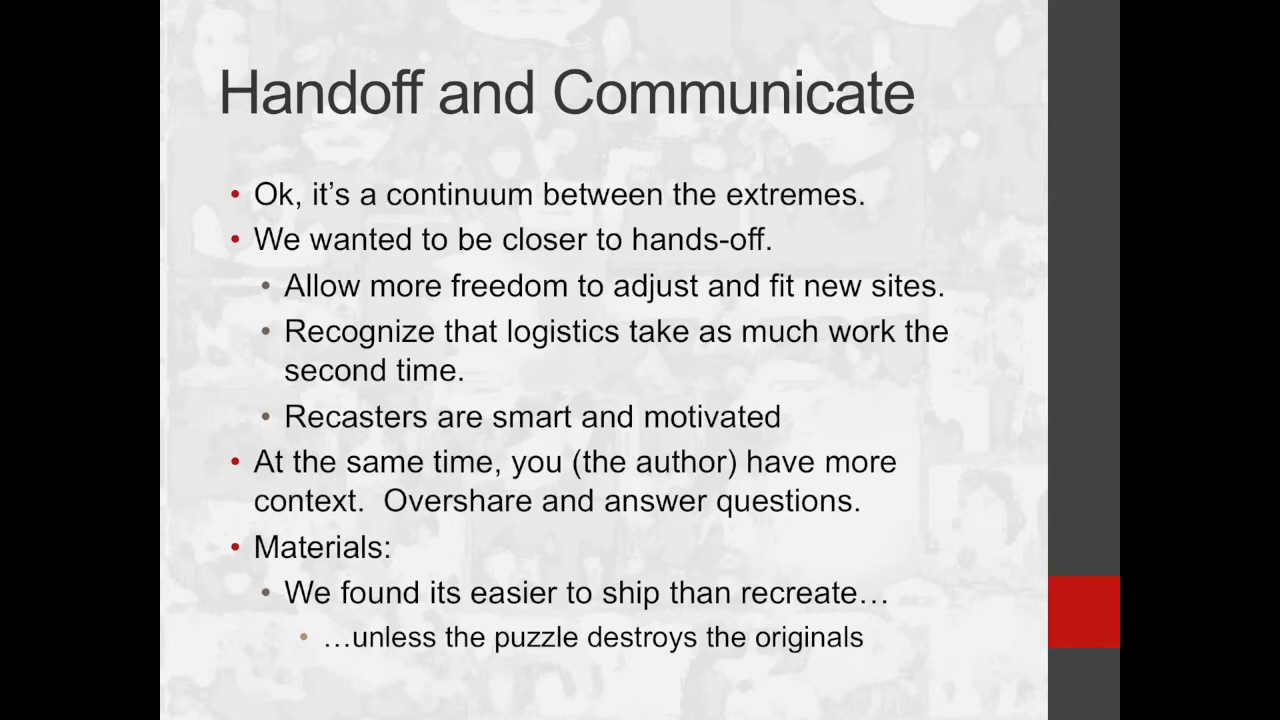 Handoff and Communicate
• Ok, it’s a continuum between the extremes.
• We wanted to be closer to hands-off.
• Allow more freedom to adjust and fit new sites.
• Recognize that logistics take as much work the
second time.
• Recasters are smart and motivated
• At the same time, you (the author) have more
context.  Overshare and answer questions.
• Materials:
• We found its easier to ship than recreate…
• …unless the puzzle destroys the originals